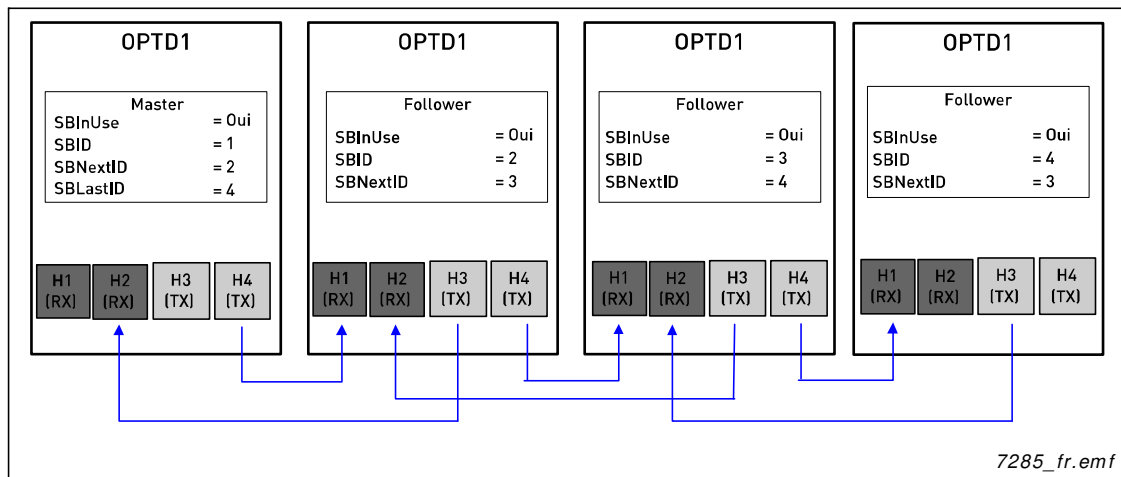 OPTD1
Master
SBInUse = Oui
SBID = 1
SBNextID = 2
SBLastID = 4
H1 (RX)
H2 (RX)
H3 (TX)
H4 (TX)
OPTD1
Follower
SBInUse = Oui
SBID = 2
SBNextID = 3
H1 (RX)
H2 (RX)
H3 (TX)
H4 (TX)
OPTD1
Follower
SBInUse = Oui
SBID = 3
SBNextID = 4
H1 (RX)
H2 (RX)
H3 (TX)
H4 (TX)
OPTD1
Follower
SBInUse = Oui
SBID = 4
SBNextID = 3
H1 (RX)
H2 (RX)
H3 (TX)
H4 (TX)
7285_fr.emf